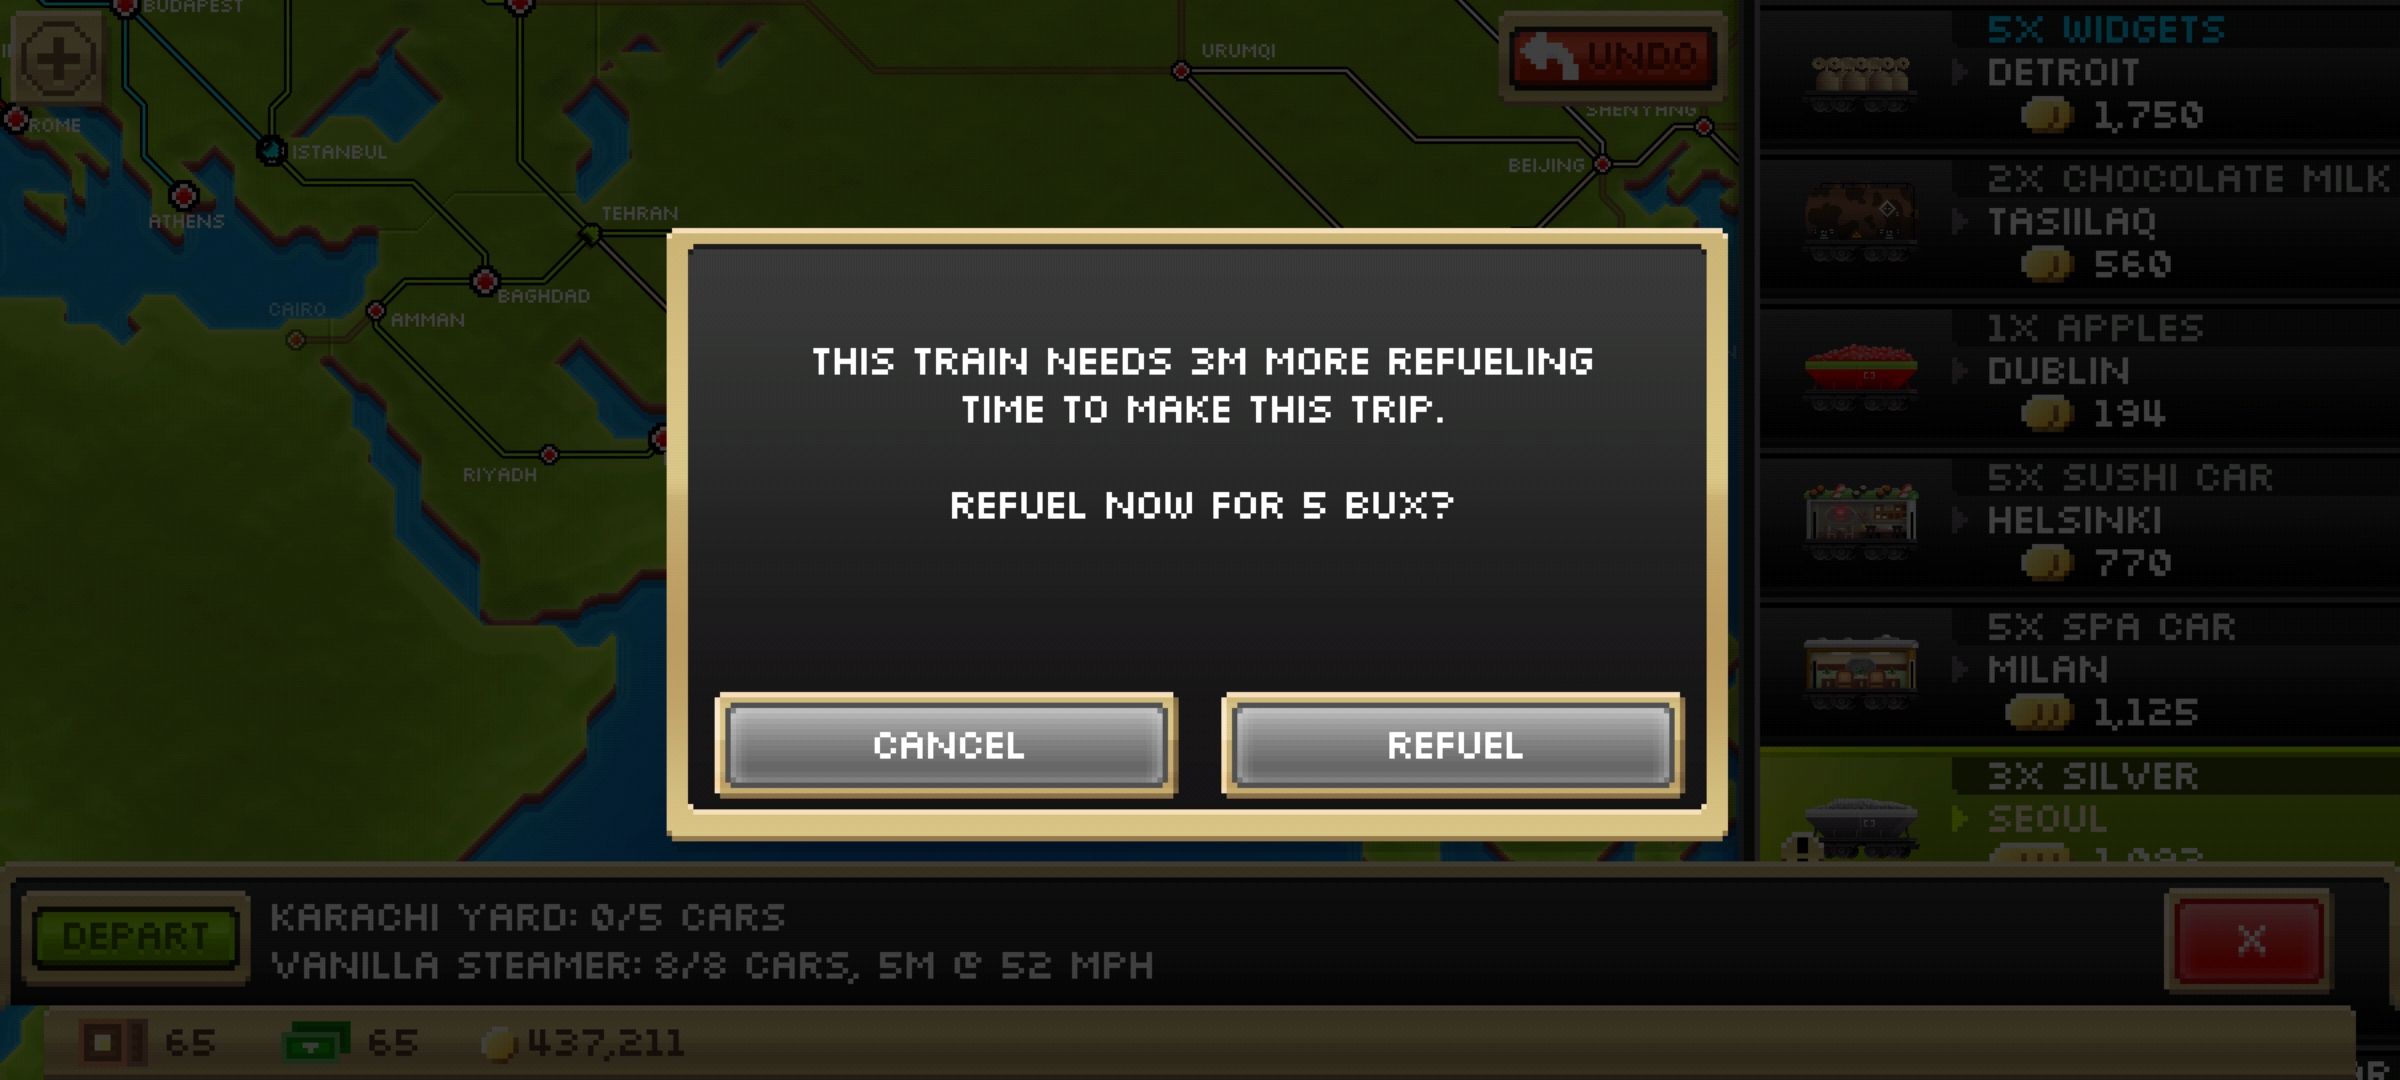 BUDAPEST
URUMQI
UNDO
ROME
ISTANBUL
SHENYANG
BEIJING
ATHENS
TEHRAN
BAGHDAD
CAIRO
AMMAN
RIYADH
THIS TRAIN NEEDS 3M MORE REFUELING
TIME TO MAKE THIS TRIP.
REFUEL NOW FOR 5 BUX?
CANCEL
REFUEL
5X WIDGETS
DETROIT
1,750
2X CHOCOLATE MILK
TASIILAQ
560
1X APPLES
DUBLIN
194
5X SUSHI CAR
HELSINKI
770
5X SPA CAR
MILAN
1,125
3X SILVER
SEOUL
DEPART
KARACHI YARD: 0/5 CARS
VANILLA STEAMER: 8/8 CARS, 5M @ 52 MPH
X
65
65
437,211